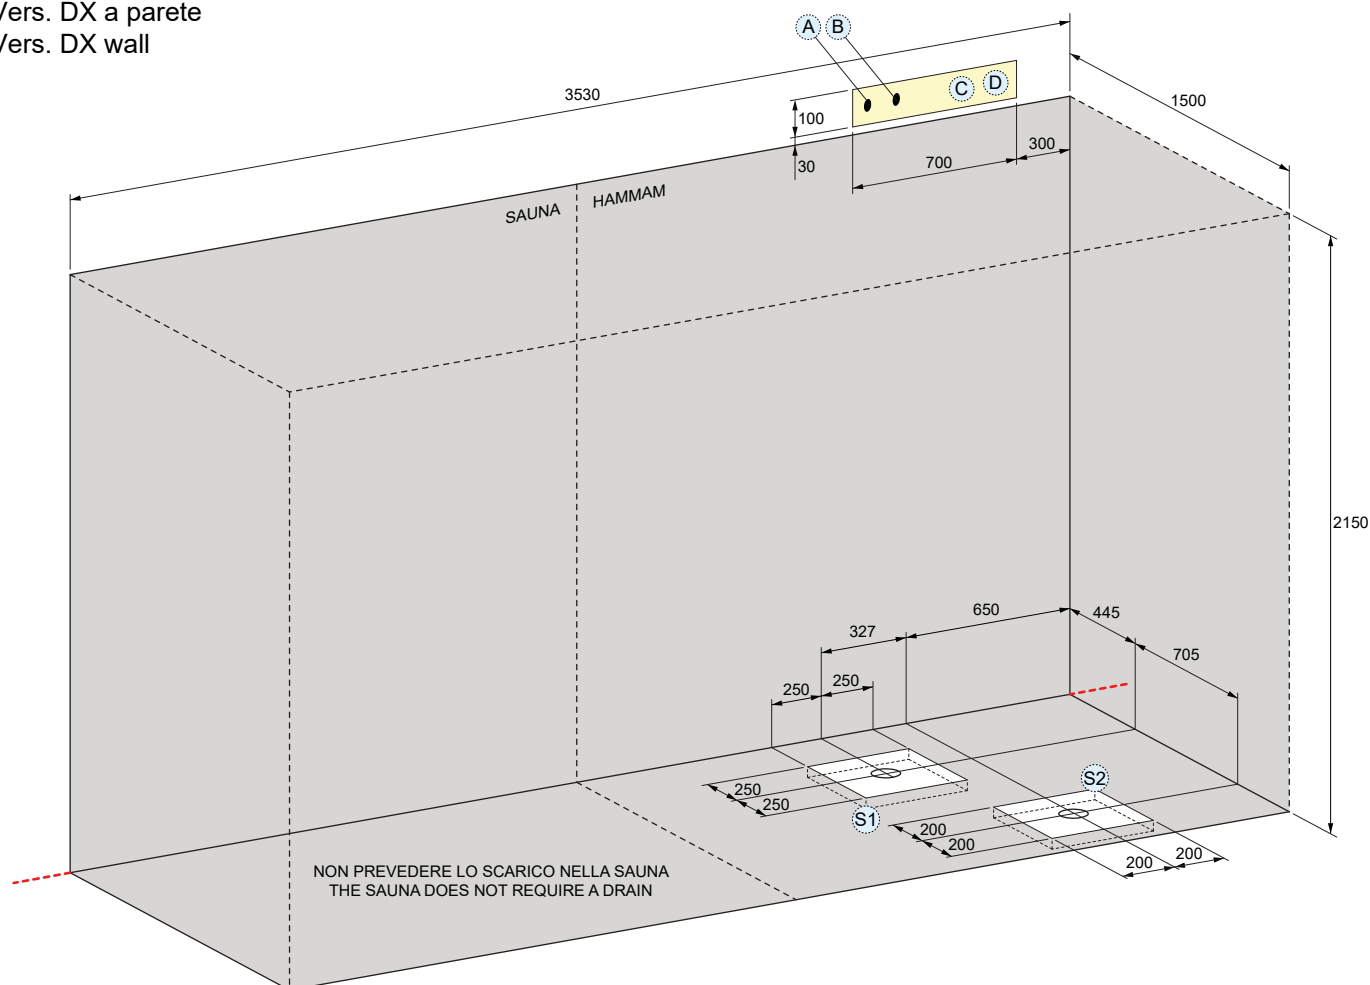 Vers. DX a parete
Vers. DX wall
A B
C D
3530
1500
100
30
700
300
SAUNA HAMMAM
2150
650
445
327
705
250 250
250
250
S1
S2
200
200
200 200
NON PREVEDERE LO SCARICO NELLA SAUNA
THE SAUNA DOES NOT REQUIRE A DRAIN